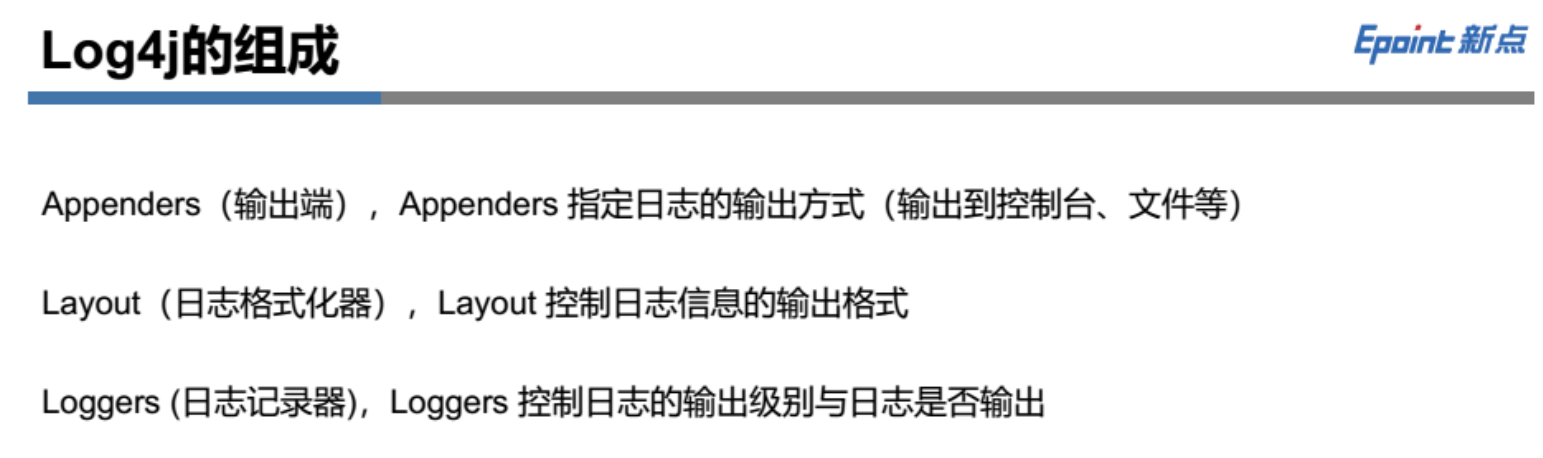 Log4j的组成
Epoint 新点
Appenders（输出端）, Appenders 指定日志的输出方式（输出到控制台、文件等）
Layout（日志格式化器）, Layout 控制日志信息的输出格式
Loggers (日志记录器), Loggers 控制日志的输出级别与日志是否输出